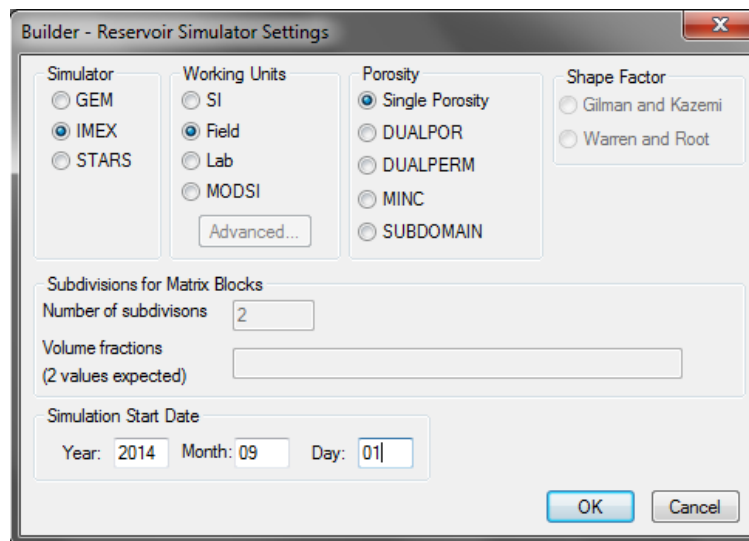 Builder - Reservoir Simulator Settings
Simulator
GEM
IMEX
STARS
Working Units
SI
Field
Lab
MODSI
Advanced...
Porosity
Single Porosity
DUALPOR
DUALPERM
MINC
SUBDOMAIN
Shape Factor
Gilman and Kazemi
Warren and Root
Subdivisions for Matrix Blocks
Number of subdivisons 2
Volume fractions
(2 values expected)
Simulation Start Date
Year: 2014 Month: 09 Day: 01
OK Cancel